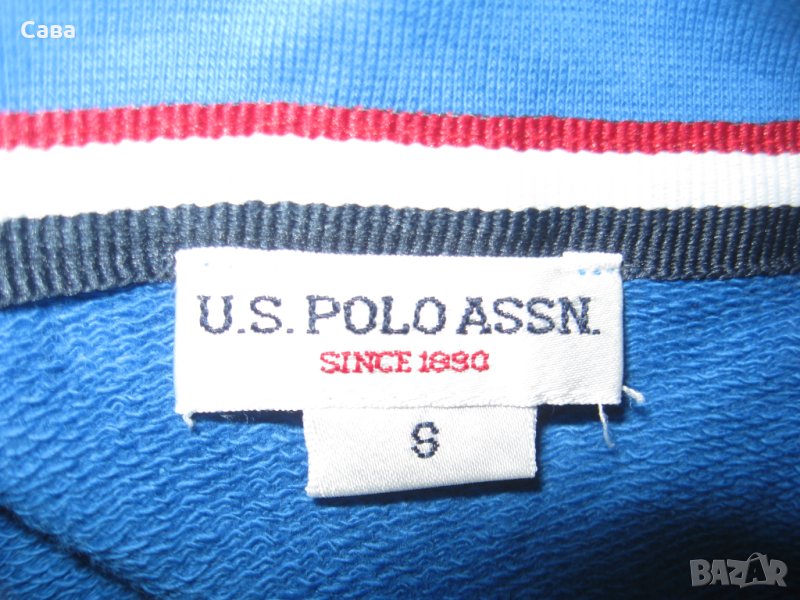 Сава
U.S. POLO ASSN.
SINCE 1890
S
BAZAR